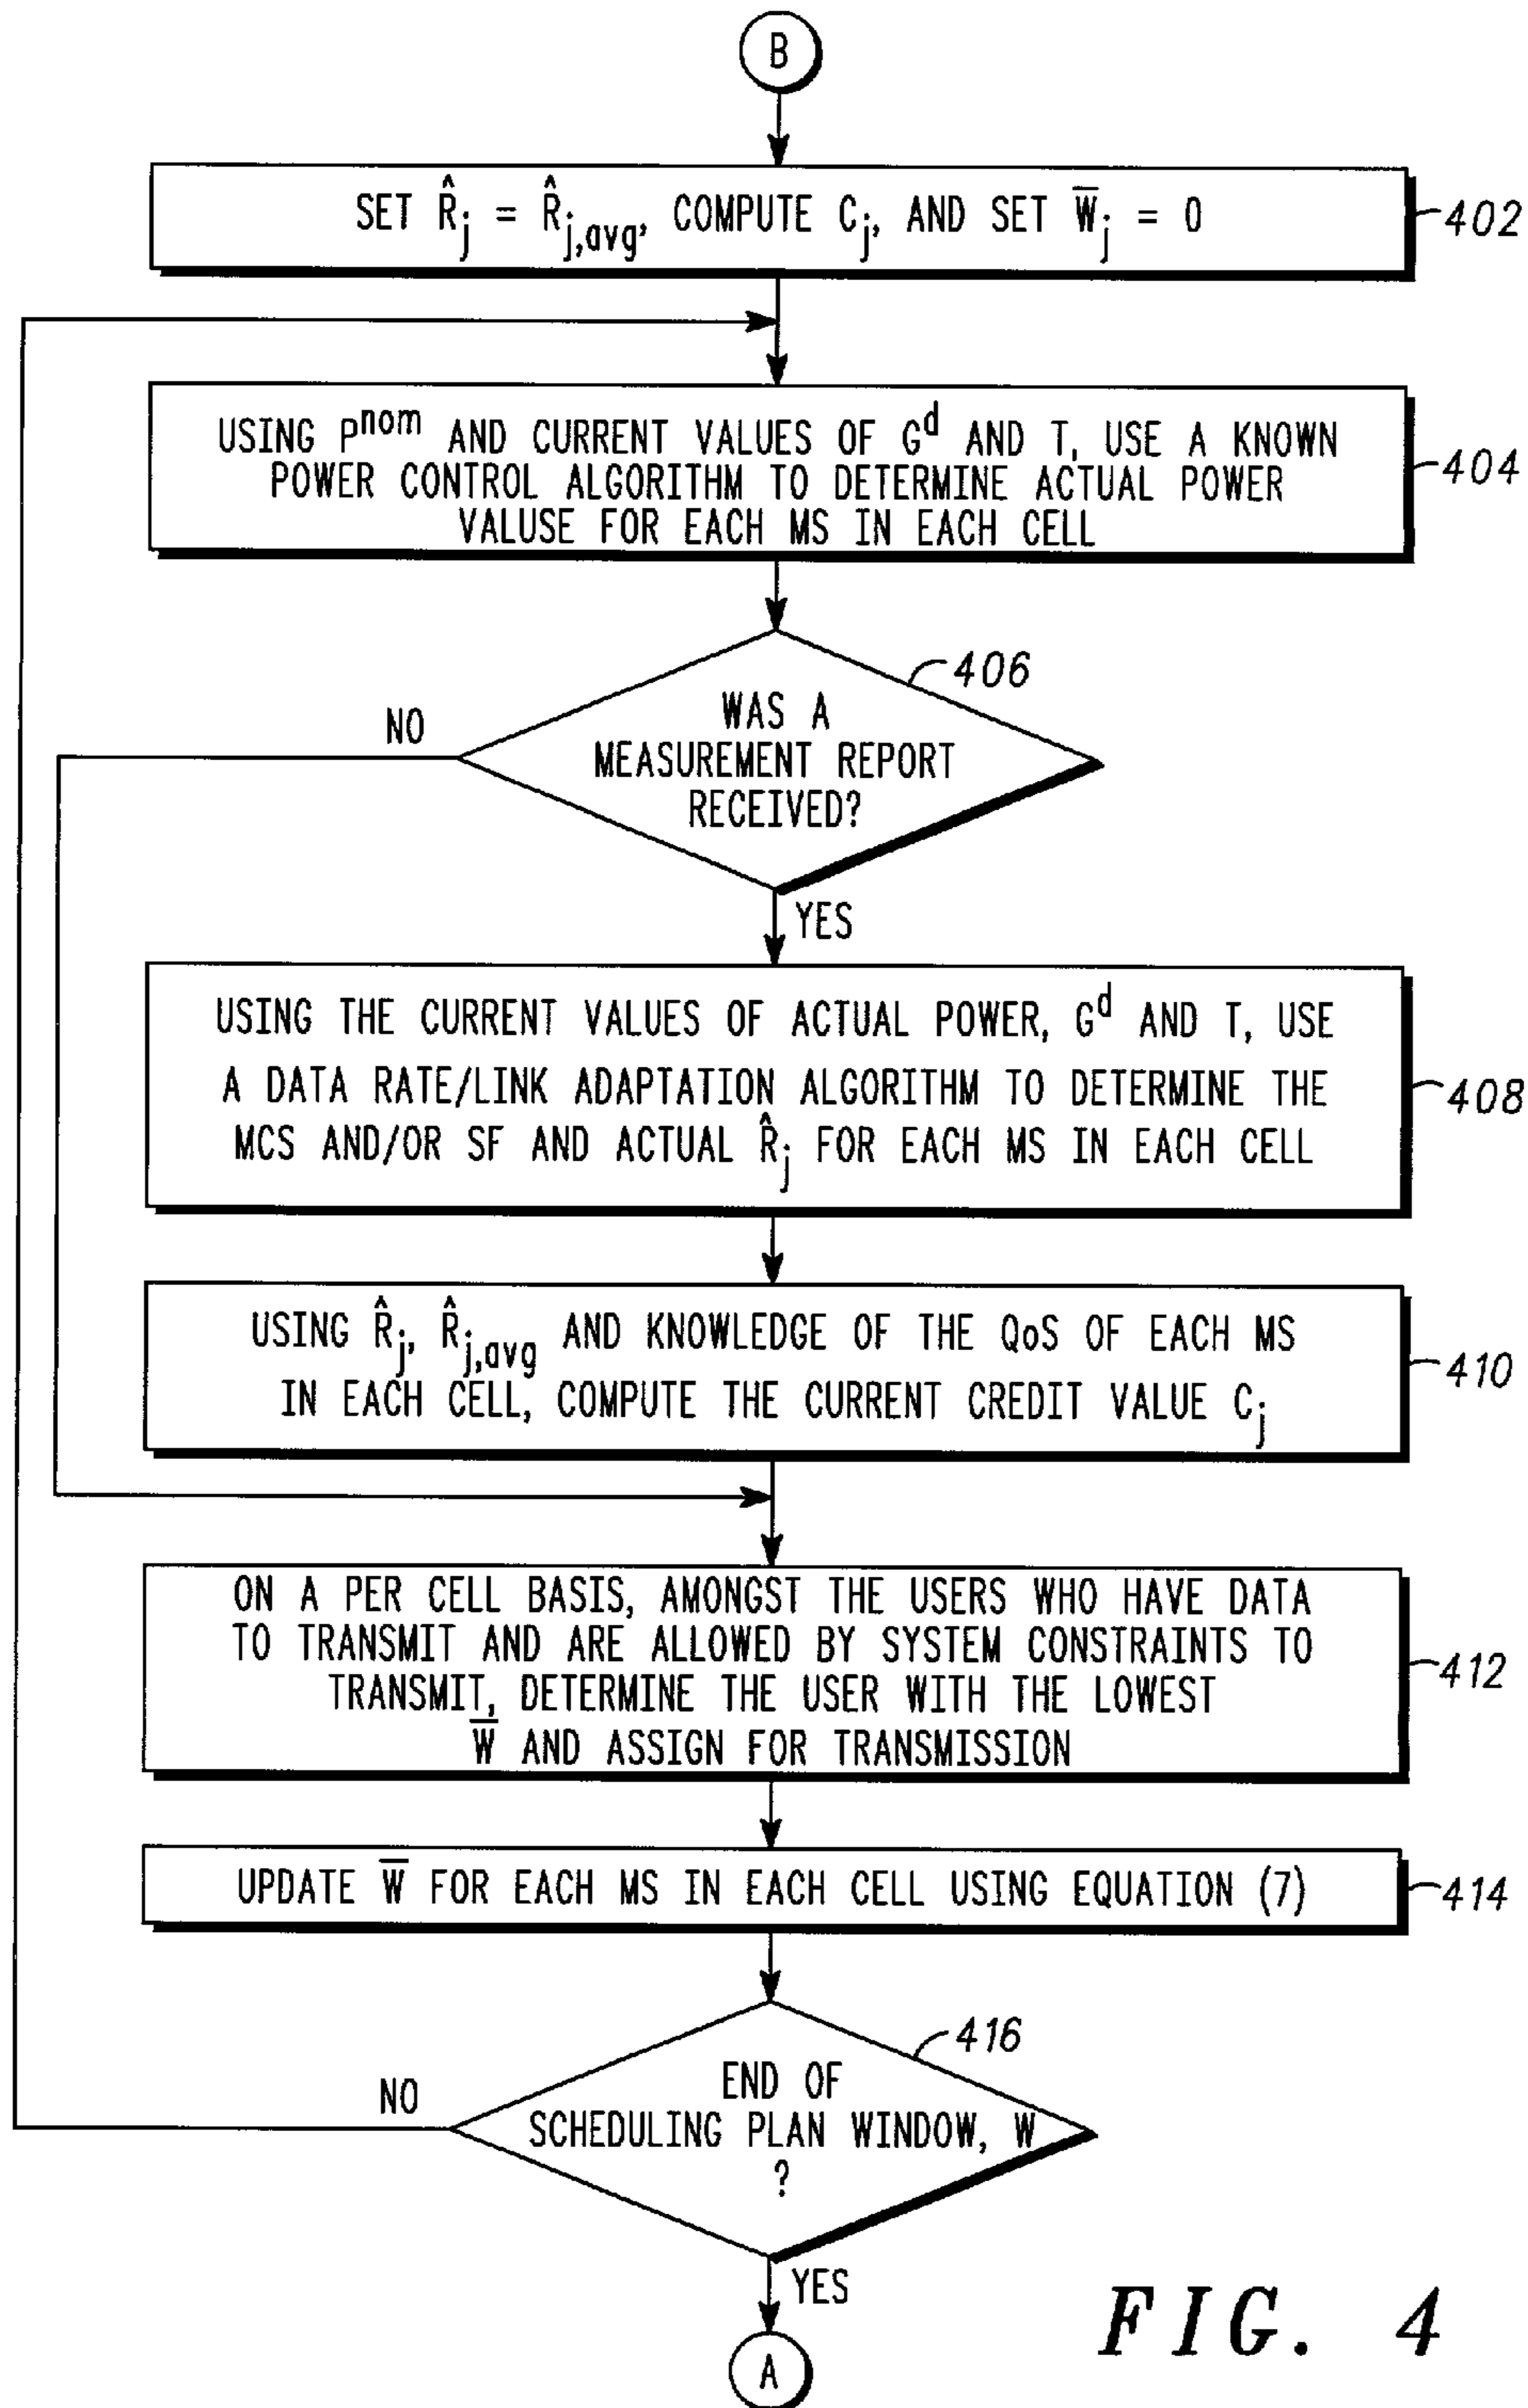 B
SET R̂j = R̂j,avg, COMPUTE Cj, AND SET W̅j = 0
402
USING Pnom AND CURRENT VALUES OF Gd AND T, USE A KNOWN
POWER CONTROL ALGORITHM TO DETERMINE ACTUAL POWER
VALUSE FOR EACH MS IN EACH CELL
404
406
NO
WAS A
MEASUREMENT REPORT
RECEIVED?
YES
USING THE CURRENT VALUES OF ACTUAL POWER, Gd AND T, USE
A DATA RATE/LINK ADAPTATION ALGORITHM TO DETERMINE THE
MCS AND/OR SF AND ACTUAL R̂j FOR EACH MS IN EACH CELL
408
USING R̂j, R̂j,avg AND KNOWLEDGE OF THE QoS OF EACH MS
IN EACH CELL, COMPUTE THE CURRENT CREDIT VALUE Cj
410
ON A PER CELL BASIS, AMONGST THE USERS WHO HAVE DATA
TO TRANSMIT AND ARE ALLOWED BY SYSTEM CONSTRAINTS TO
TRANSMIT, DETERMINE THE USER WITH THE LOWEST
W̅ AND ASSIGN FOR TRANSMISSION
412
UPDATE W̅ FOR EACH MS IN EACH CELL USING EQUATION (7)
414
416
NO
END OF
SCHEDULING PLAN WINDOW, W
?
YES
A
FIG. 4